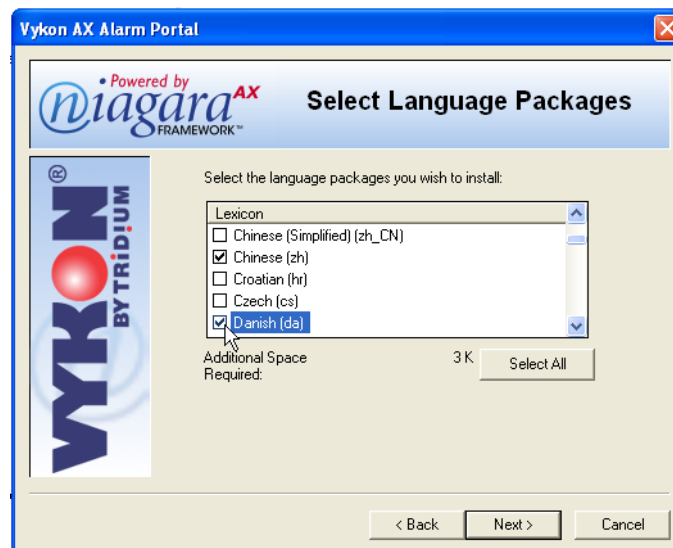 Vykon AX Alarm Portal
• Powered by
niagara AX
FRAMEWORK™
Select Language Packages
VYKON®
BY TRIDIUM
Select the language packages you wish to install:
Lexicon
Chinese (Simplified) (zh_CN)
Chinese (zh)
Croatian (hr)
Czech (cs)
Danish (da)
Additional Space
Required:
3 K
Select All
< Back
Next >
Cancel